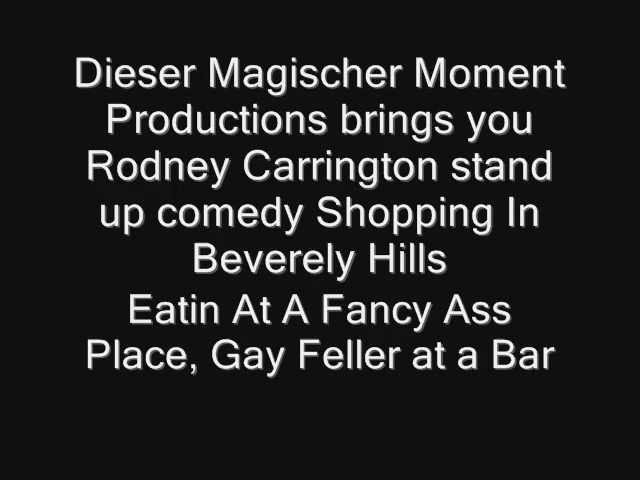 Dieser Magischer Moment
Productions brings you
Rodney Carrington stand
up comedy Shopping In
Beverely Hills
Eatin At A Fancy Ass
Place, Gay Feller at a Bar